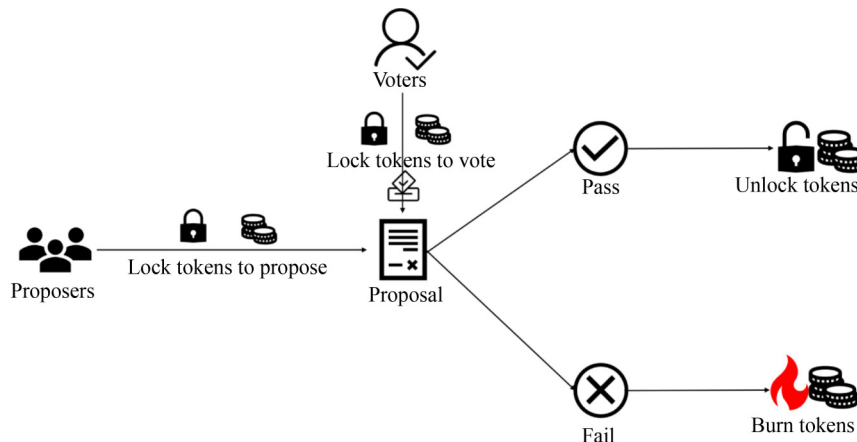 Voters
Lock tokens to vote
Pass
Unlock tokens
Lock tokens to propose
Proposers
Proposal
Fail
Burn tokens